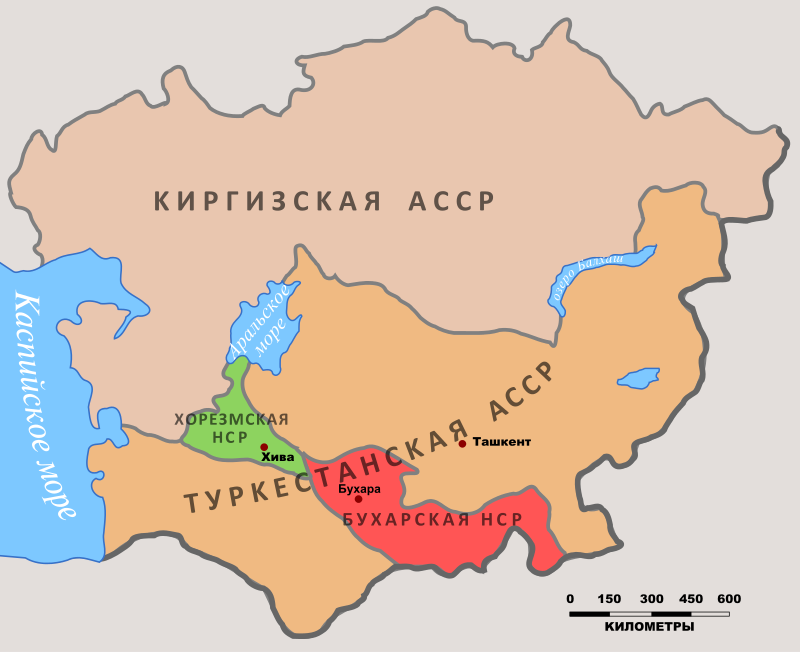 КИРГИЗСКАЯ АССР
озеро Балхаш
Аральское
море
Каспийское море
ТУРКЕСТАНСКАЯ АССР
ХОРЕЗМСКАЯ
НСР
Хива
Ташкент
Бухара
БУХАРСКАЯ НСР
0 150 300 450 600
КИЛОМЕТРЫ